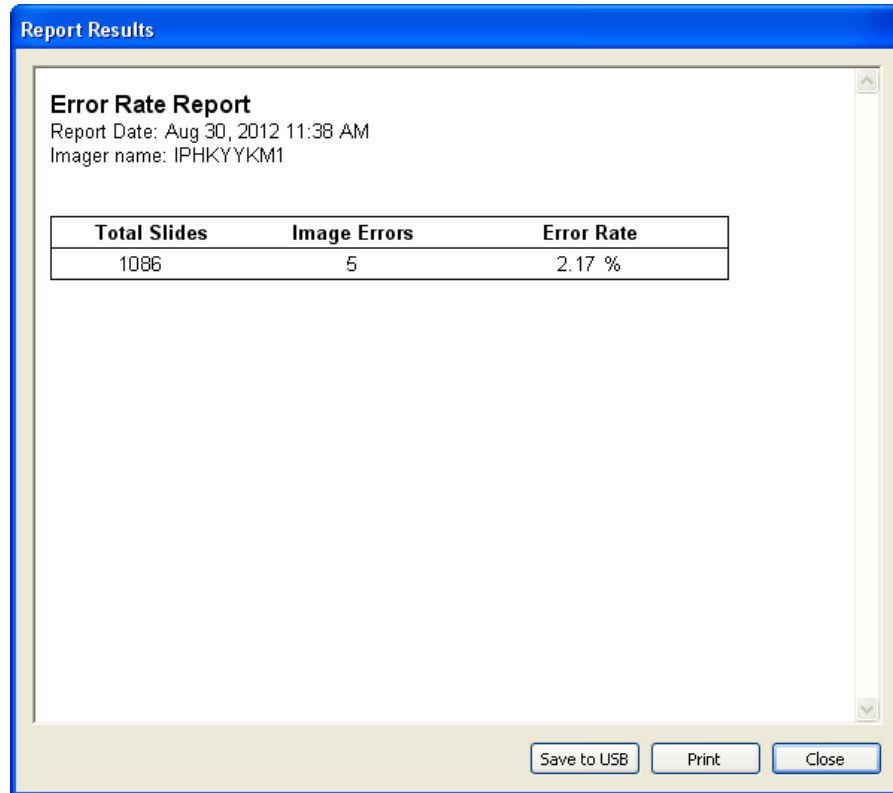 Report Results
Error Rate Report
Report Date: Aug 30, 2012 11:38 AM
Imager name: IPHKYYKM1
Total Slides Image Errors Error Rate
1086 5 2.17 %
Save to USB Print Close